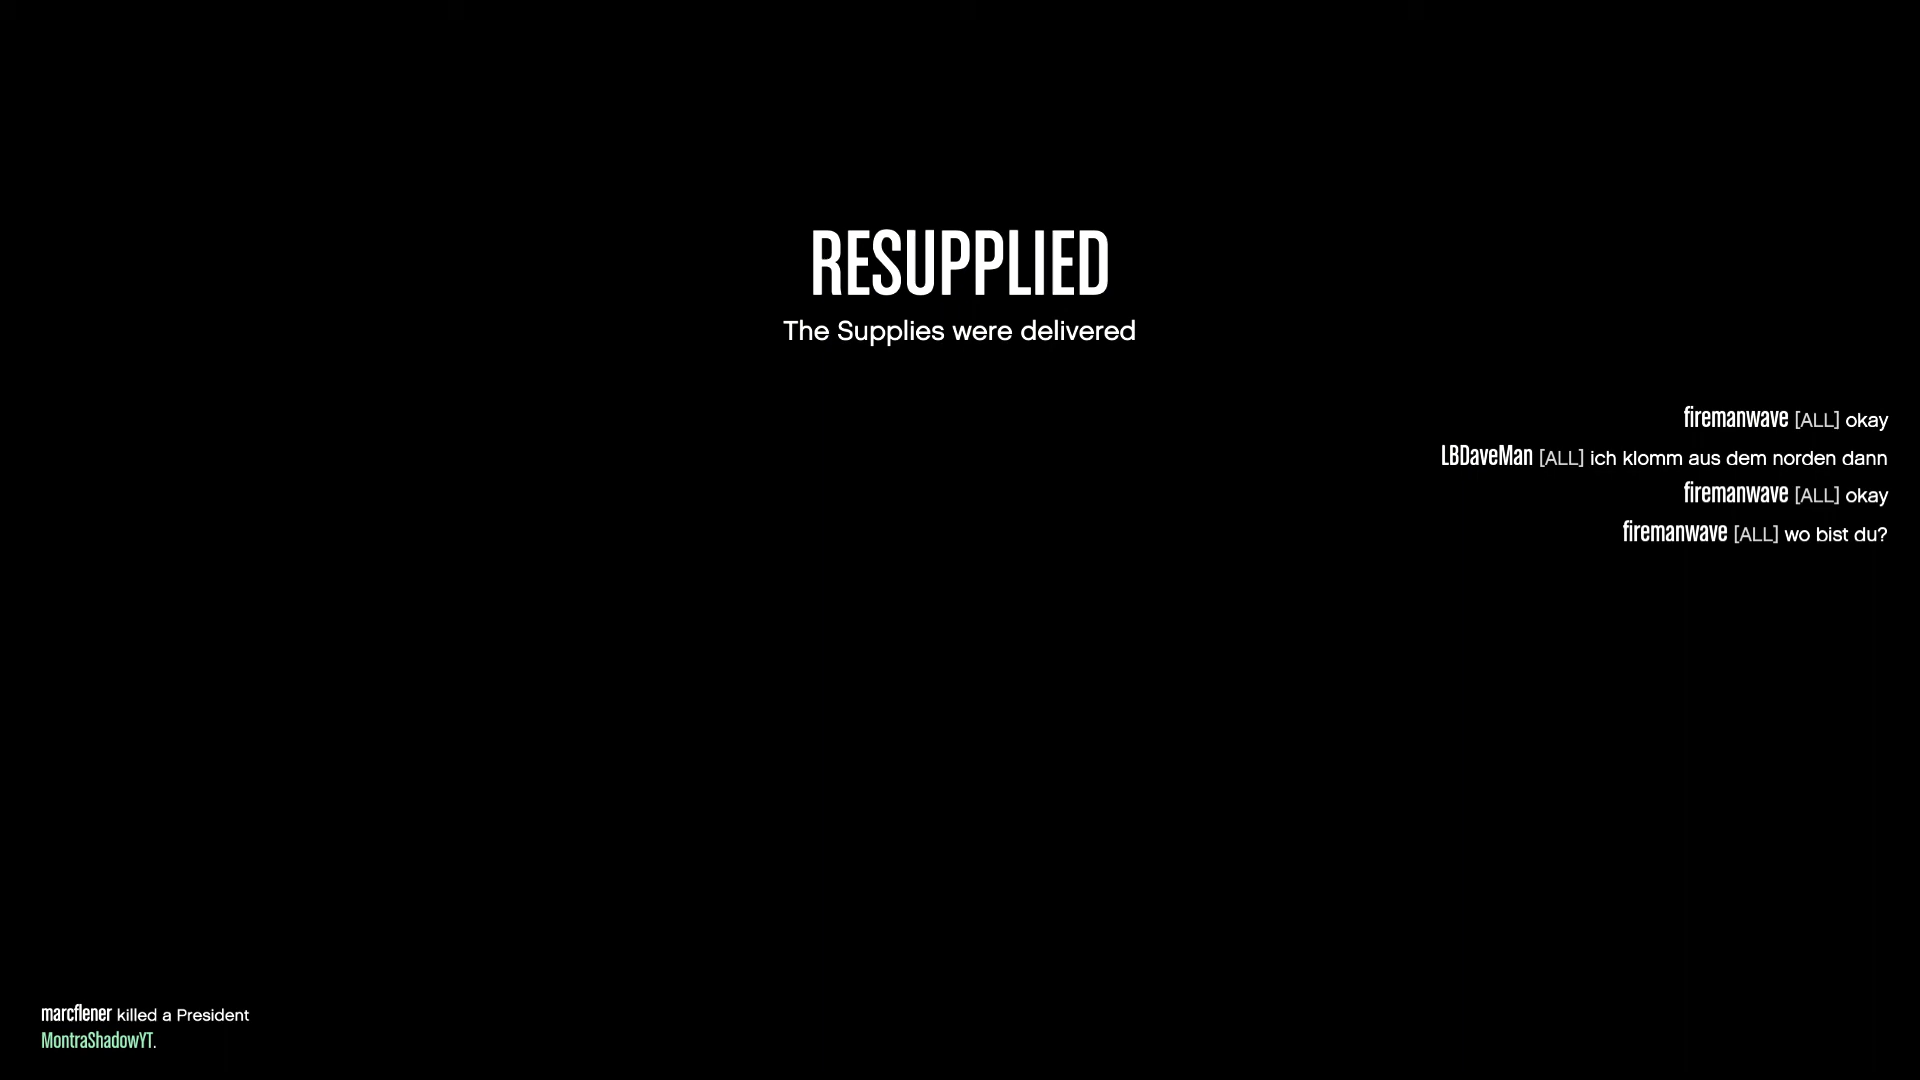 RESUPPLIED
The Supplies were delivered
firemanwave [ALL] okay
LBDaveMan [ALL] ich klomm aus dem norden dann
firemanwave [ALL] okay
firemanwave [ALL] wo bist du?
marcflener killed a President
MontraShadowYT.